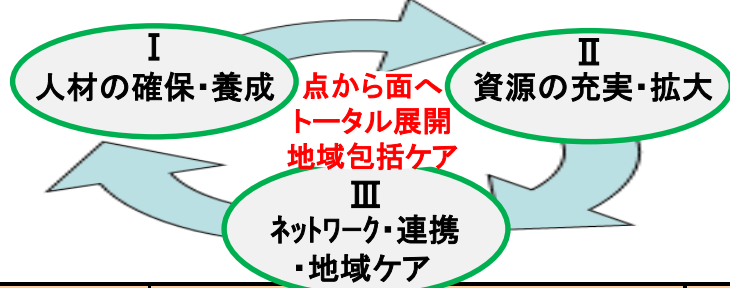 Ⅰ
人材の確保・養成
点から面へ
トータル展開
地域包括ケア
Ⅱ
資源の充実・拡大
Ⅲ
ネットワーク・連携
・地域ケア